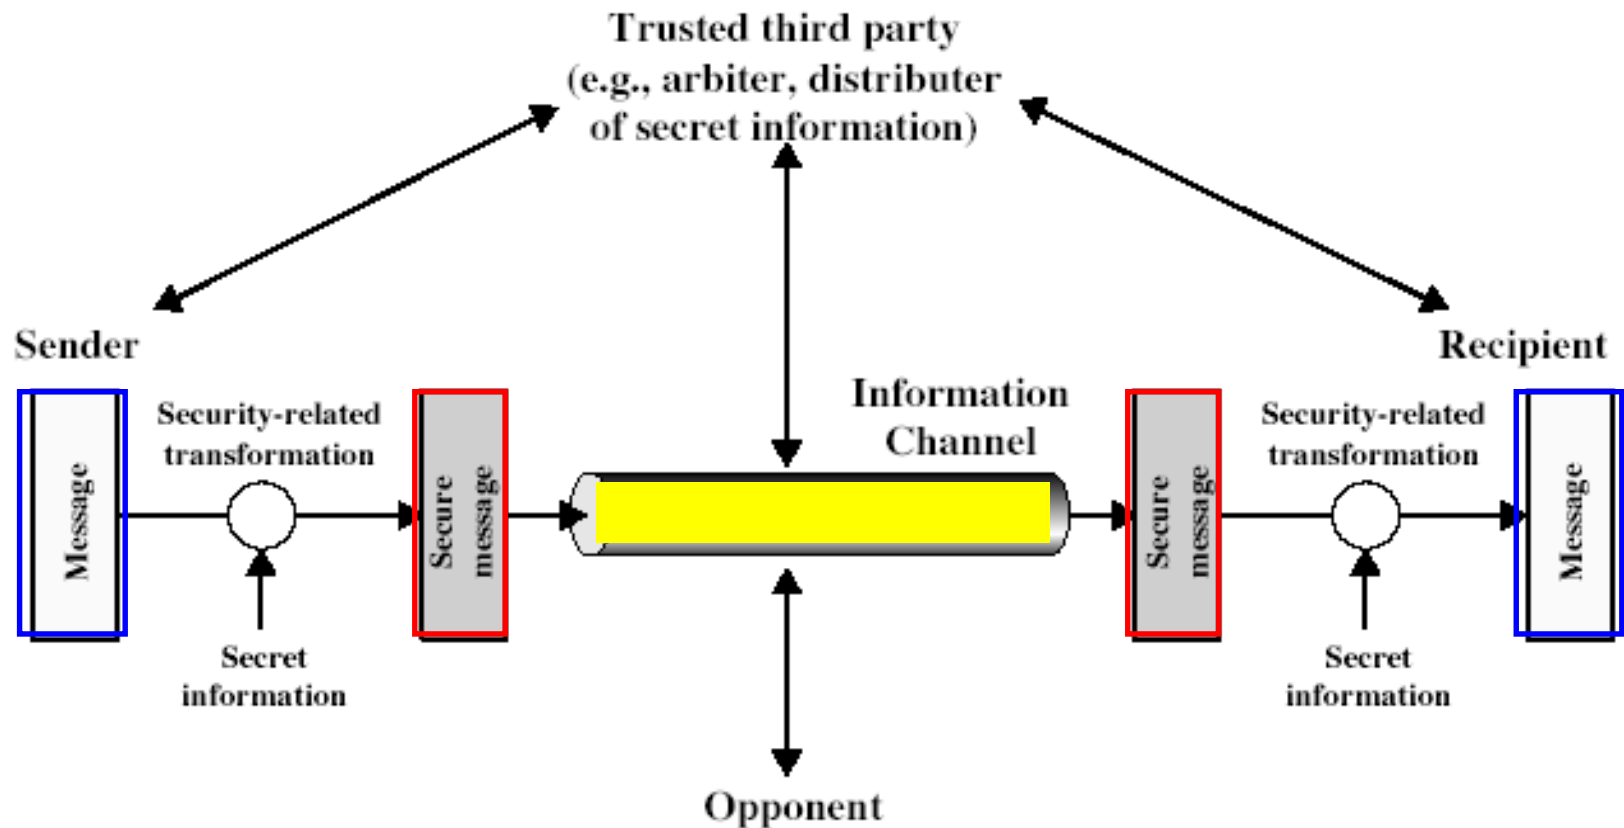 Trusted third party
(e.g., arbiter, distributer
of secret information)
Sender
Recipient
Information
Channel
Security-related
transformation
Security-related
transformation
Message
Secure
message
Secure
message
Message
Secret
information
Secret
information
Opponent